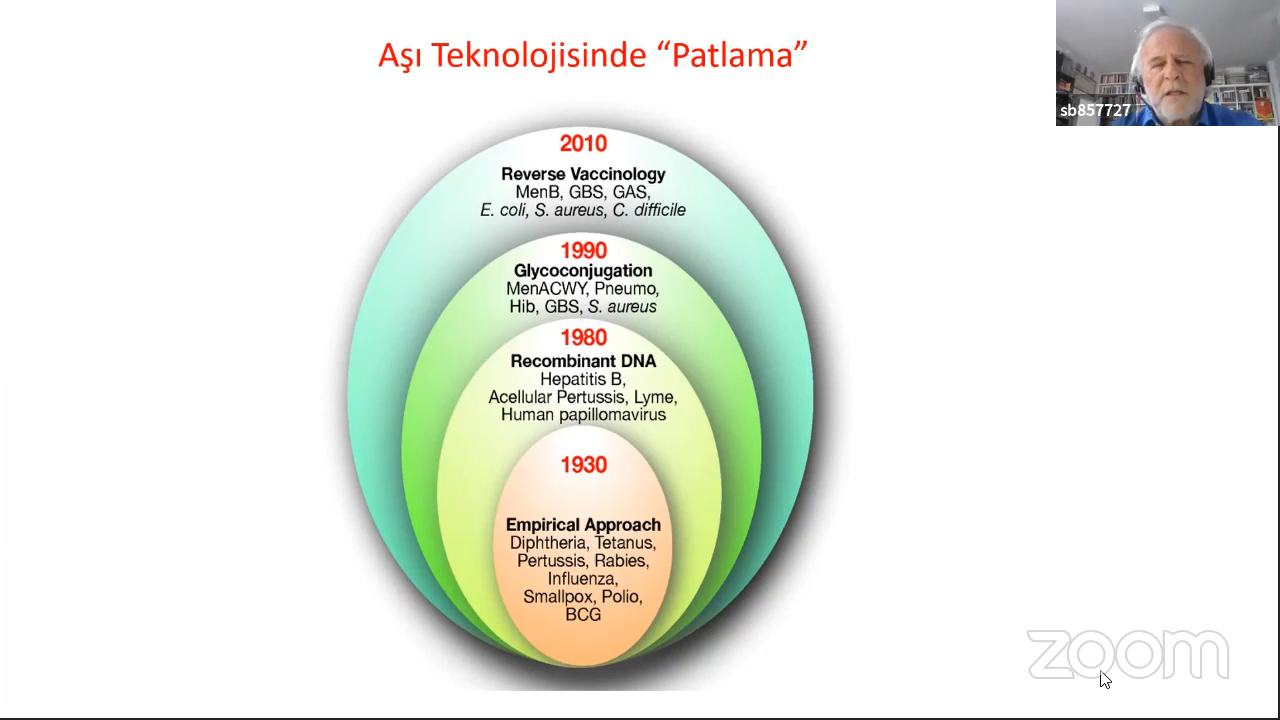 Aşı Teknolojisinde “Patlama”
sb857727
2010
Reverse Vaccinology
MenB, GBS, GAS,
E. coli, S. aureus, C. difficile
1990
Glycoconjugation
MenACWY, Pneumo,
Hib, GBS, S. aureus
1980
Recombinant DNA
Hepatitis B,
Acellular Pertussis, Lyme,
Human papillomavirus
1930
Empirical Approach
Diphtheria, Tetanus,
Pertussis, Rabies,
Influenza,
Smallpox, Polio,
BCG
zoom